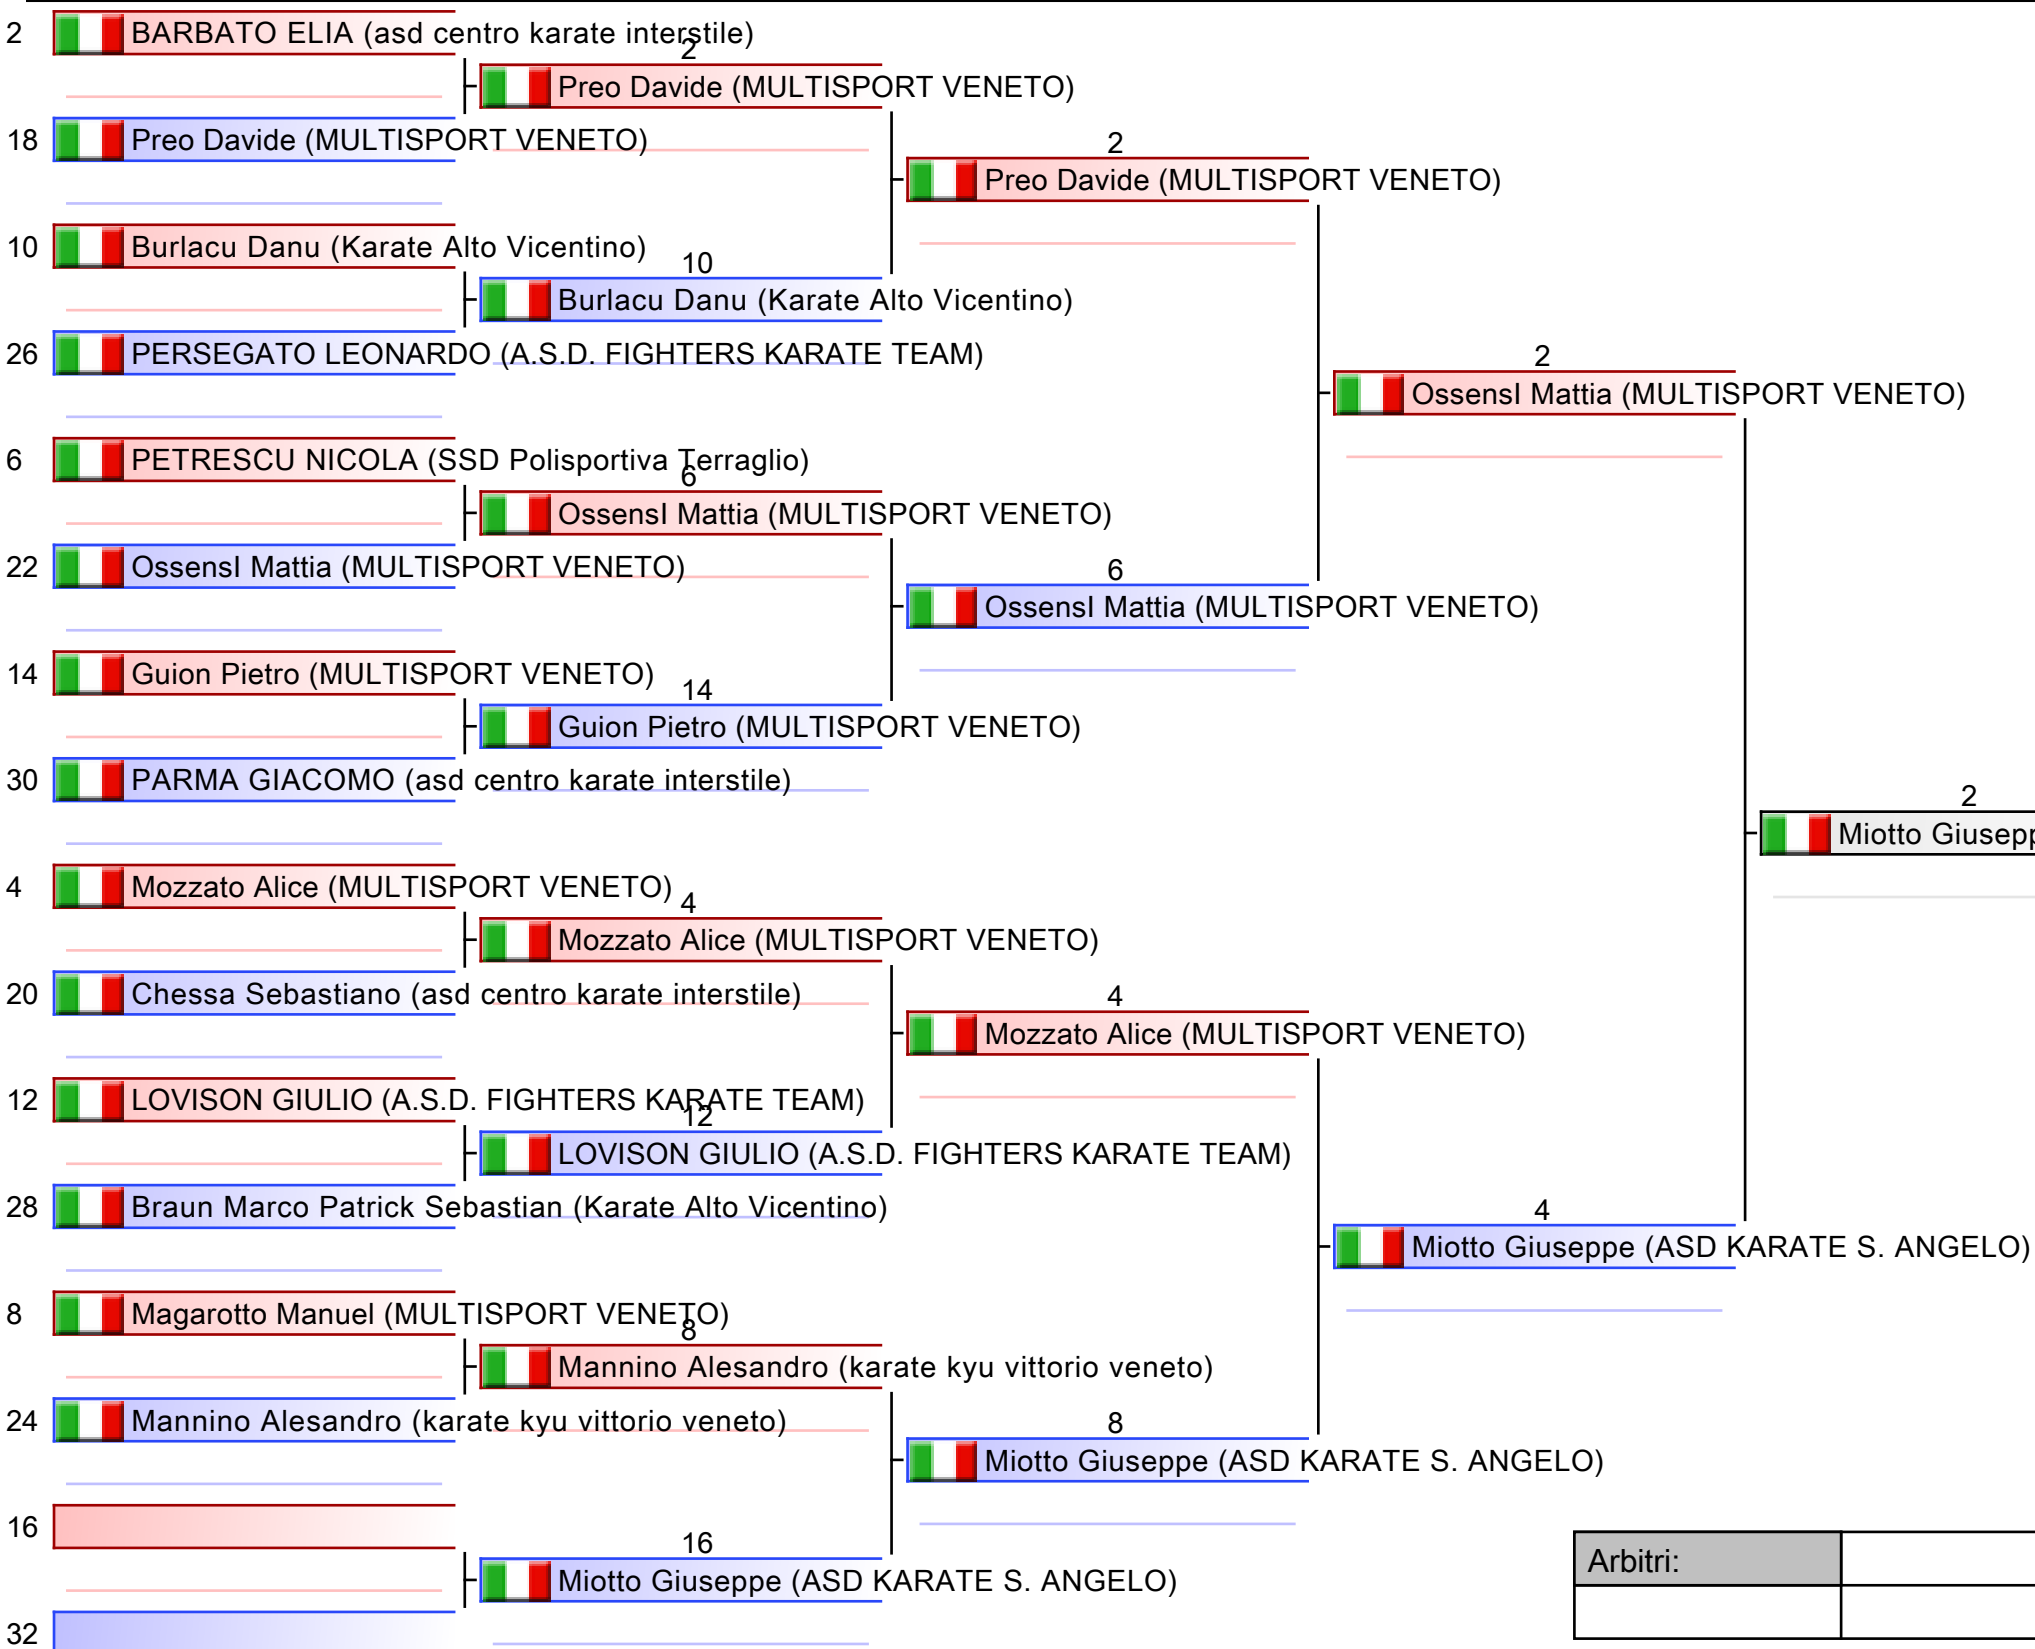 2 BARBATO ELIA (asd centro karate interstile)
2
Preo Davide (MULTISPORT VENETO)
18 Preo Davide (MULTISPORT VENETO)
2
Preo Davide (MULTISPORT VENETO)
10 Burlacu Danu (Karate Alto Vicentino)
10
Burlacu Danu (Karate Alto Vicentino)
26 PERSEGATO LEONARDO (A.S.D. FIGHTERS KARATE TEAM)
2
OssensI Mattia (MULTISPORT VENETO)
6 PETRESCU NICOLA (SSD Polisportiva Terraglio)
6
OssensI Mattia (MULTISPORT VENETO)
22 OssensI Mattia (MULTISPORT VENETO)
6
OssensI Mattia (MULTISPORT VENETO)
14 Guion Pietro (MULTISPORT VENETO)
14
Guion Pietro (MULTISPORT VENETO)
30 PARMA GIACOMO (asd centro karate interstile)
2
Miotto Giusepp
4 Mozzato Alice (MULTISPORT VENETO)
4
Mozzato Alice (MULTISPORT VENETO)
20 Chessa Sebastiano (asd centro karate interstile)
4
Mozzato Alice (MULTISPORT VENETO)
12 LOVISON GIULIO (A.S.D. FIGHTERS KARATE TEAM)
12
LOVISON GIULIO (A.S.D. FIGHTERS KARATE TEAM)
28 Braun Marco Patrick Sebastian (Karate Alto Vicentino)
4
Miotto Giuseppe (ASD KARATE S. ANGELO)
8 Magarotto Manuel (MULTISPORT VENETO)
8
Mannino Alesandro (karate kyu vittorio veneto)
24 Mannino Alesandro (karate kyu vittorio veneto)
8
Miotto Giuseppe (ASD KARATE S. ANGELO)
16
16
Miotto Giuseppe (ASD KARATE S. ANGELO)
Arbitri:
32